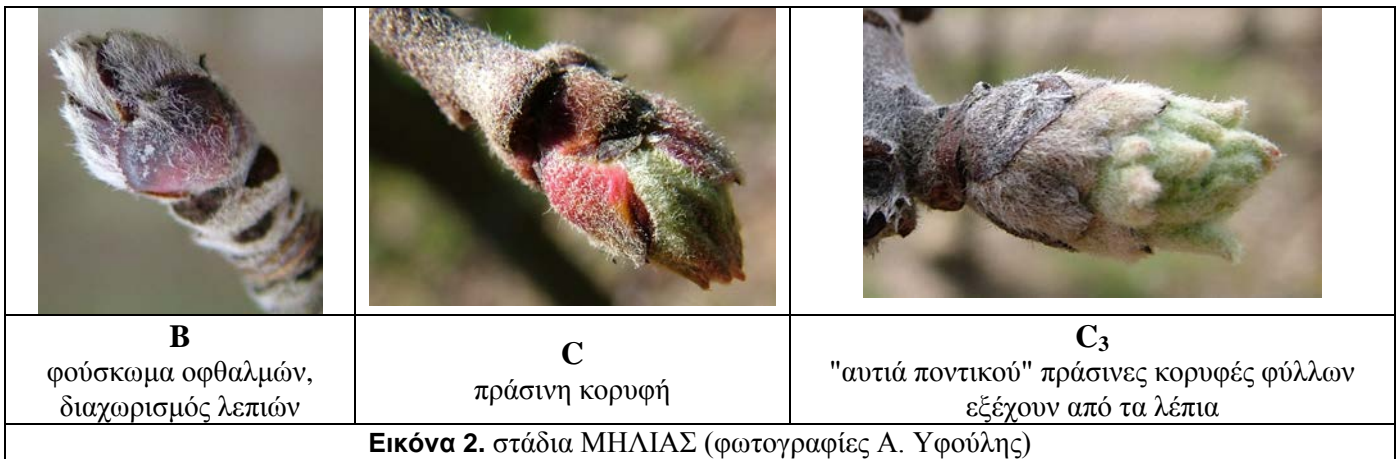 B
φούσκωμα οφθαλμών,
διαχωρισμός λεπιών
C
πράσινη κορυφή
C₃
"αυτιά ποντικού" πράσινες κορυφές φύλλων
εξέχουν από τα λέπια
Εικόνα 2. στάδια ΜΗΛΙΑΣ (φωτογραφίες Α. Υφούλης)